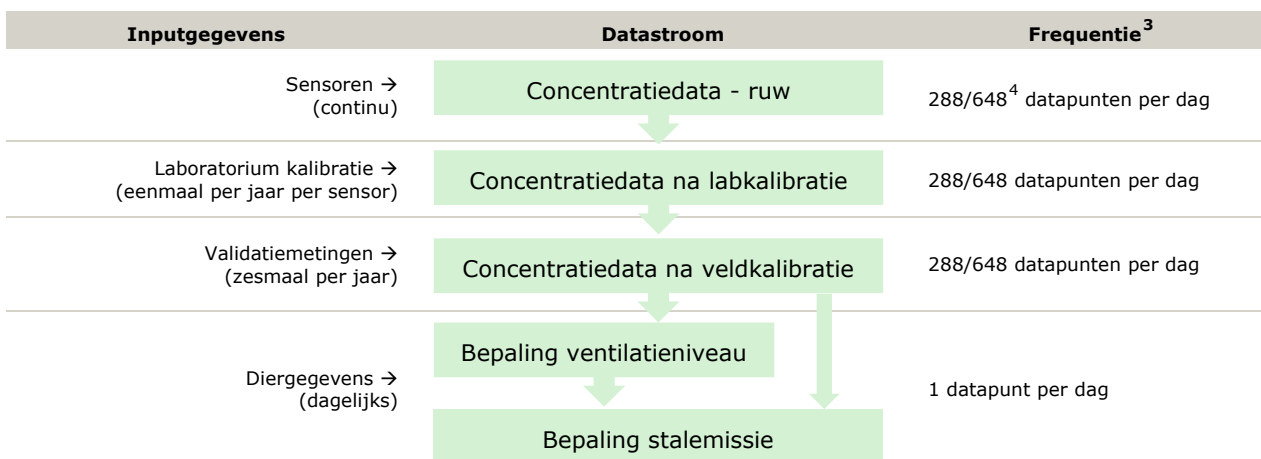 Inputgegevens Datastroom Frequentie3
Sensoren →
(continu)
Concentratiedata - ruw
288/6484 datapunten per dag
Laboratorium kalibratie →
(eenmaal per jaar per sensor)
Concentratiedata na labkalibratie
288/648 datapunten per dag
Validatiemetingen →
(zesmaal per jaar)
Concentratiedata na veldkalibratie
288/648 datapunten per dag
Bepaling ventilatieniveau
Diergegevens →
(dagelijks)
1 datapunt per dag
Bepaling stalemissie